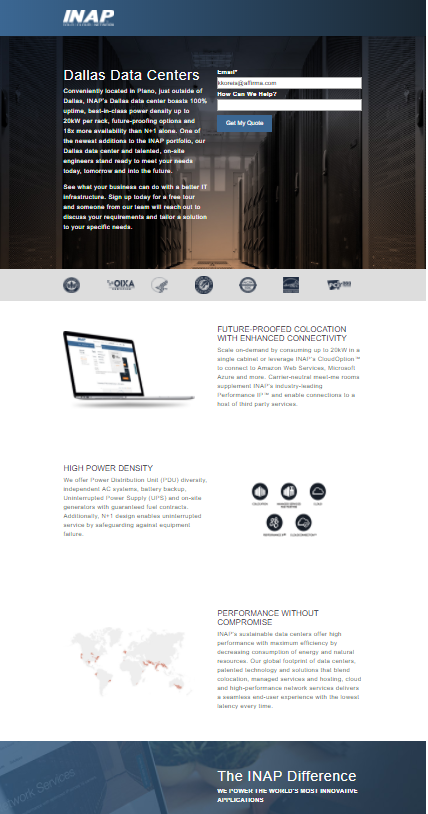 INAP
Dallas Data Centers
Conveniently located in Plano, just outside of
Dallas, INAP's Dallas data center boasts 100%
uptime, best-in-class power density up to
20kW per rack, future-proofing options and
18x more availability than N+1 alone. One of
the newest additions to the INAP portfolio, our
Dallas data center and talented, on-site
engineers stand ready to meet your needs
today, tomorrow and into the future.
See what your business can do with a better IT
infrastructure. Sign up today for a free tour
and someone from our team will reach out to
discuss your requirements and tailor a solution
to your specific needs.
Email*
kkoreis@affirma.com
How Can We Help?
Get My Quote
OIXA
FUTURE-PROOFED COLOCATION
WITH ENHANCED CONNECTIVITY
Scale on-demand by consuming up to 20kW in a
single cabinet or leverage INAP's CloudOption™
to connect to Amazon Web Services, Microsoft
Azure and more. Carrier-neutral meet-me rooms
supplement INAP's industry-leading
Performance IP™ and enable connections to a
host of third party services.
HIGH POWER DENSITY
We offer Power Distribution Unit (PDU) diversity,
independent AC systems, battery backup,
Uninterrupted Power Supply (UPS) and on-site
generators with guaranteed fuel contracts.
Additionally, N+1 design enables uninterrupted
service by safeguarding against equipment
failure.
PERFORMANCE WITHOUT
COMPROMISE
INAP's sustainable data centers offer high
performance with maximum efficiency by
decreasing consumption of energy and natural
resources. Our global footprint of data centers,
patented technology and solutions that blend
colocation, managed services and hosting, cloud
and high-performance network services delivers
a seamless end-user experience with the lowest
latency every time.
work Services
The INAP Difference
WE POWER THE WORLD'S MOST INNOVATIVE
APPLICATIONS